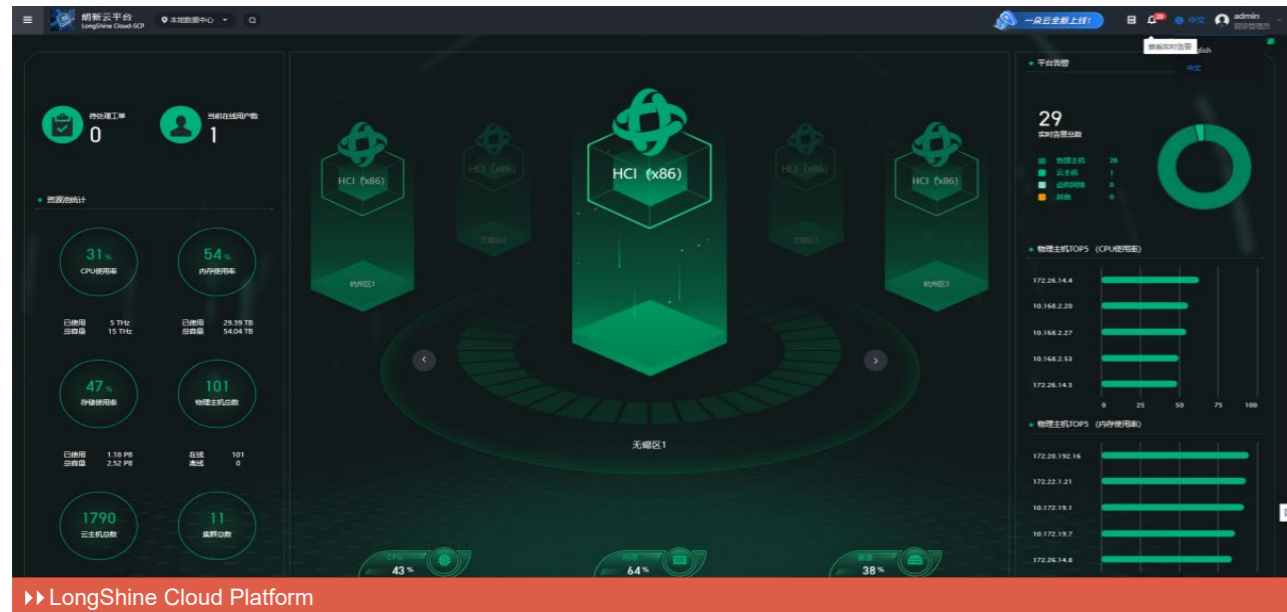 朗新云平台
LongShine Cloud-SCP
本地数据中心
一朵云全新上线!
中文
admin
中文
待处理工单
0
当前在线用户数
1
资源池统计
31%
CPU使用率
已使用 5 THz
总容量 15 THz
54%
内存使用率
已使用 29.39 TB
总容量 54.04 TB
47%
存储使用率
已使用 1.18 PB
总容量 2.52 PB
101
物理主机总数
在线 101
离线 0
1790
云主机总数
11
集群总数
HCI (x86)
杭州区1
HCI (x86)
HCI (x86)
无锡区1
HCI (x86)
HCI (x86)
CPU
43%
内存
64%
38%
平台告警
29
实时告警总数
物理主机 28
云主机 1
0
其他 0
物理主机TOP5 (CPU使用率)
172.26.14.4
10.168.2.20
10.168.2.27
10.168.2.53
172.26.14.3
0 25 50 75 100
物理主机TOP5 (内存使用率)
172.20.192.16
172.22.1.21
10.172.19.1
10.172.19.7
172.26.14.8
LongShine Cloud Platform